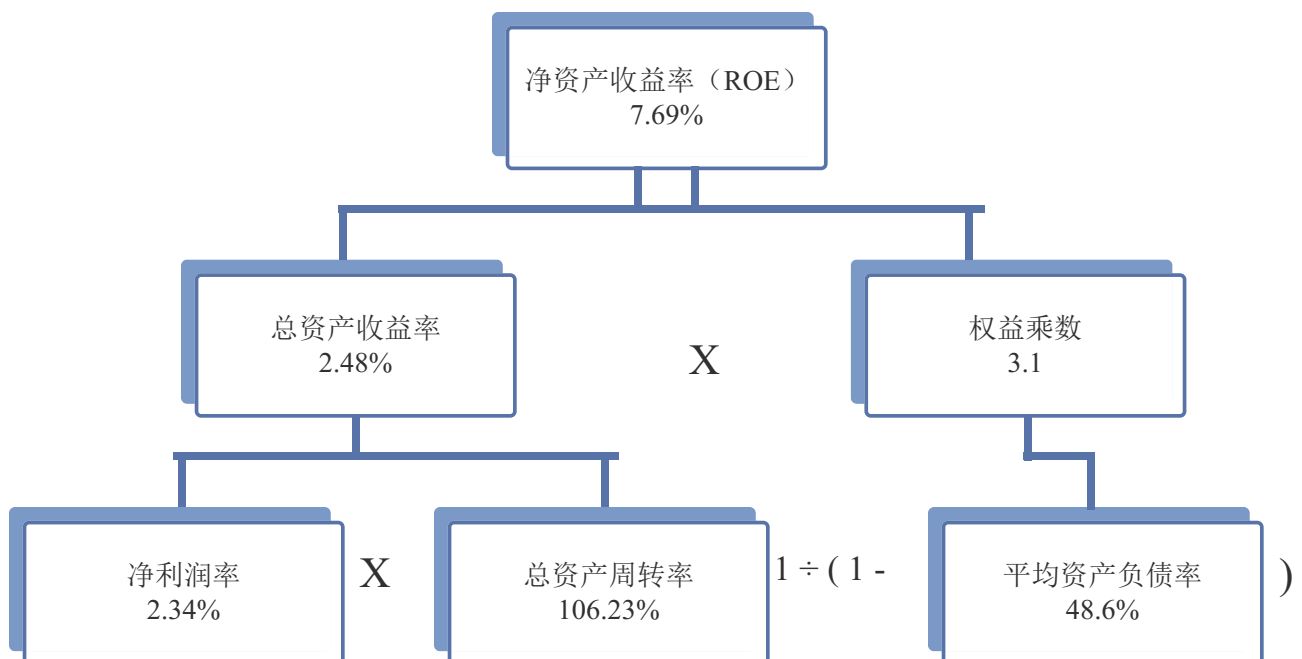 净资产收益率（ROE）
7.69%
总资产收益率
2.48%
X
权益乘数
3.1
净利润率
2.34%
X
总资产周转率
106.23%
1 ÷ ( 1 -
平均资产负债率
48.6%
)